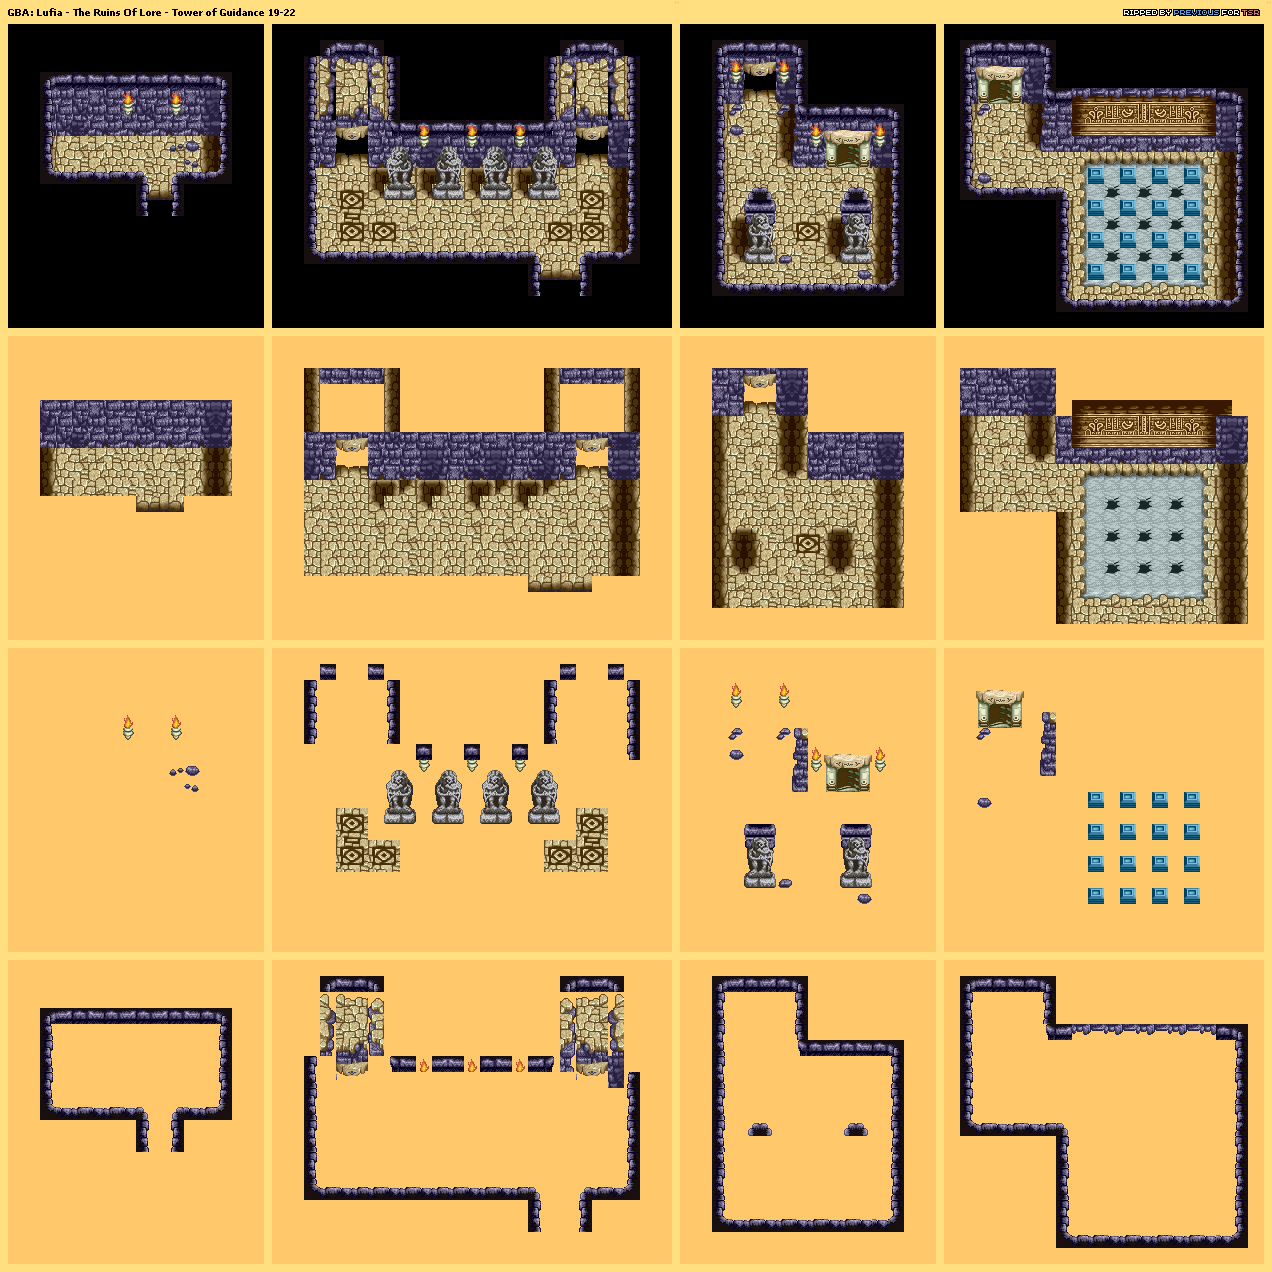 GBA: Lufia - The Ruins Of Lore - Tower of Guidance 19-22
RIPPED BY PREVIOUS FOR TSR